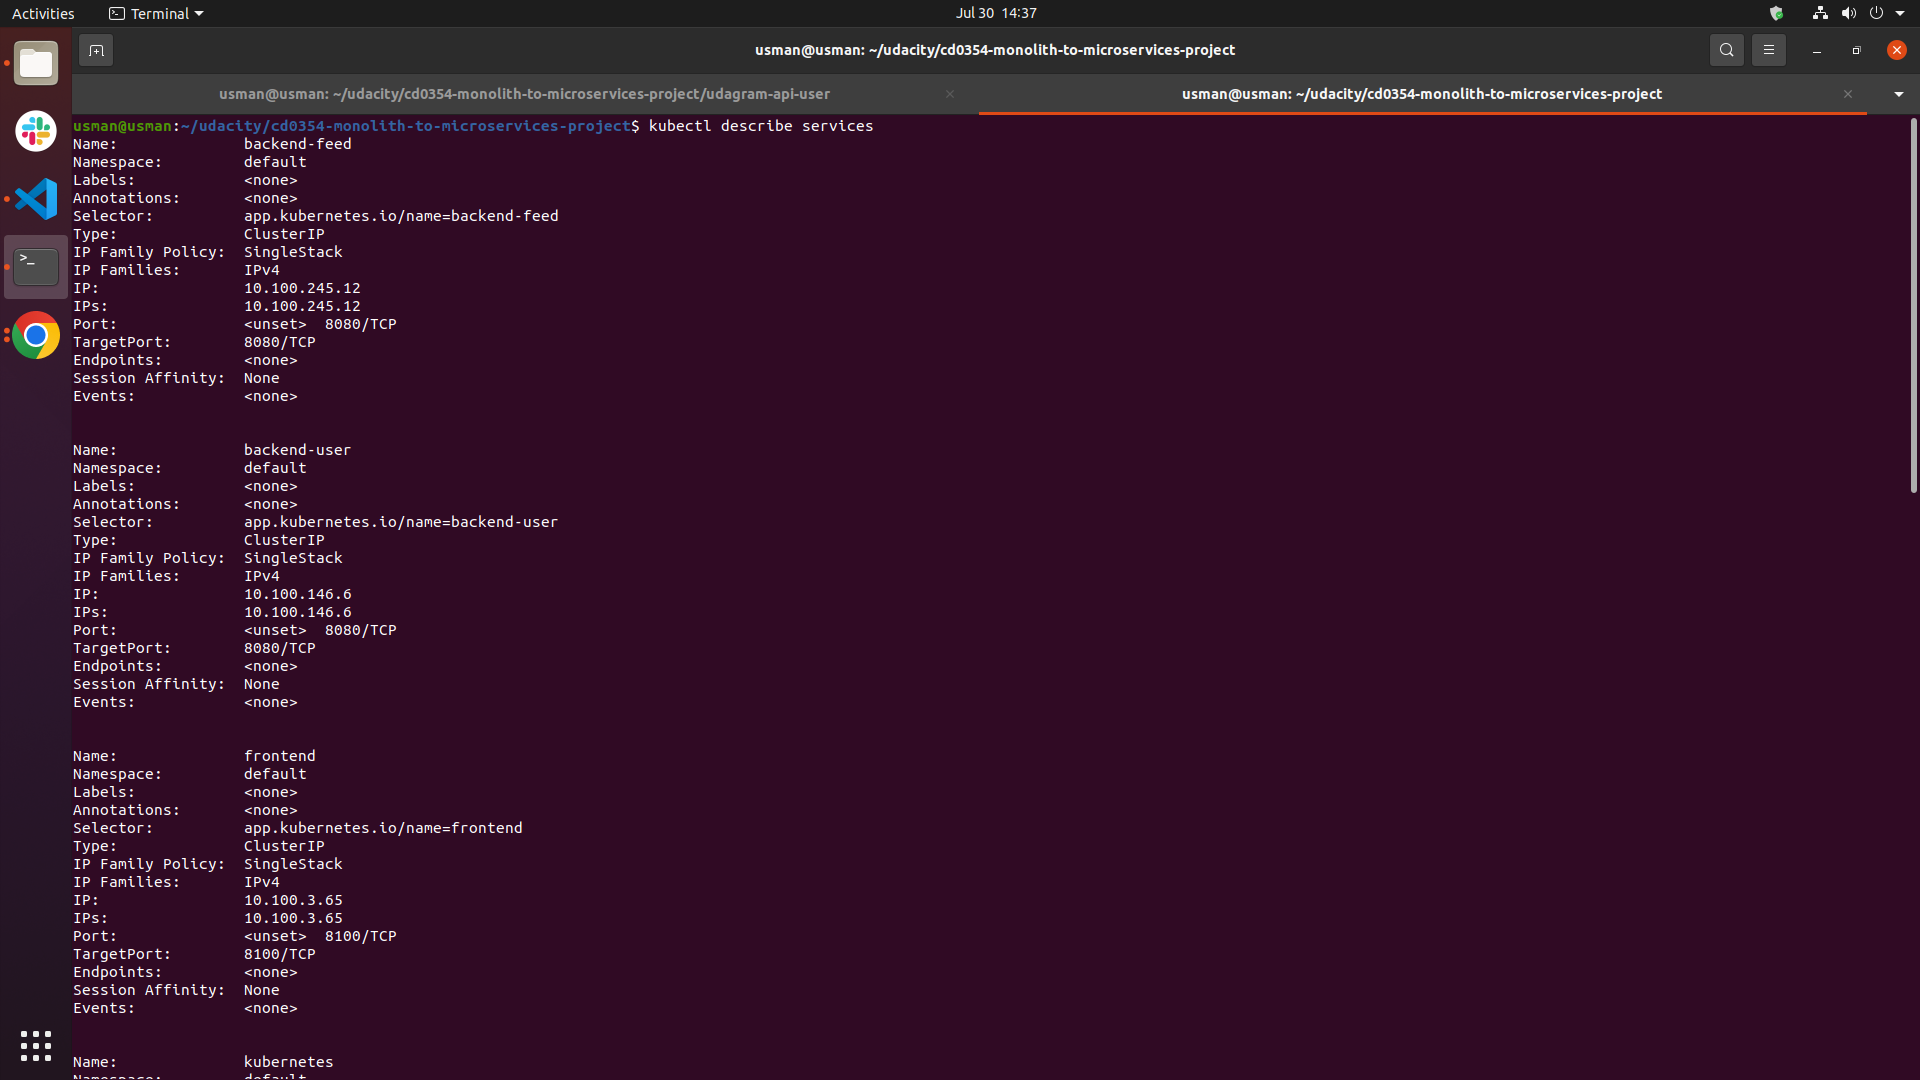 Activities
Terminal
Jul 30 14:37
usman@usman: ~/udacity/cd0354-monolith-to-microservices-project
usman@usman: ~/udacity/cd0354-monolith-to-microservices-project/udagram-api-user
usman@usman: ~/udacity/cd0354-monolith-to-microservices-project
usman@usman:~/udacity/cd0354-monolith-to-microservices-project$ kubectl describe services
Name: backend-feed
Namespace: default
Labels: <none>
Annotations: <none>
Selector: app.kubernetes.io/name=backend-feed
Type: ClusterIP
IP Family Policy: SingleStack
IP Families: IPv4
IP: 10.100.245.12
IPs: 10.100.245.12
Port: <unset> 8080/TCP
TargetPort: 8080/TCP
Endpoints: <none>
Session Affinity: None
Events: <none>
Name: backend-user
Namespace: default
Labels: <none>
Annotations: <none>
Selector: app.kubernetes.io/name=backend-user
Type: ClusterIP
IP Family Policy: SingleStack
IP Families: IPv4
IP: 10.100.146.6
IPs: 10.100.146.6
Port: <unset> 8080/TCP
TargetPort: 8080/TCP
Endpoints: <none>
Session Affinity: None
Events: <none>
Name: frontend
Namespace: default
Labels: <none>
Annotations: <none>
Selector: app.kubernetes.io/name=frontend
Type: ClusterIP
IP Family Policy: SingleStack
IP Families: IPv4
IP: 10.100.3.65
IPs: 10.100.3.65
Port: <unset> 8100/TCP
TargetPort: 8100/TCP
Endpoints: <none>
Session Affinity: None
Events: <none>
Name: kubernetes
Namespace: default